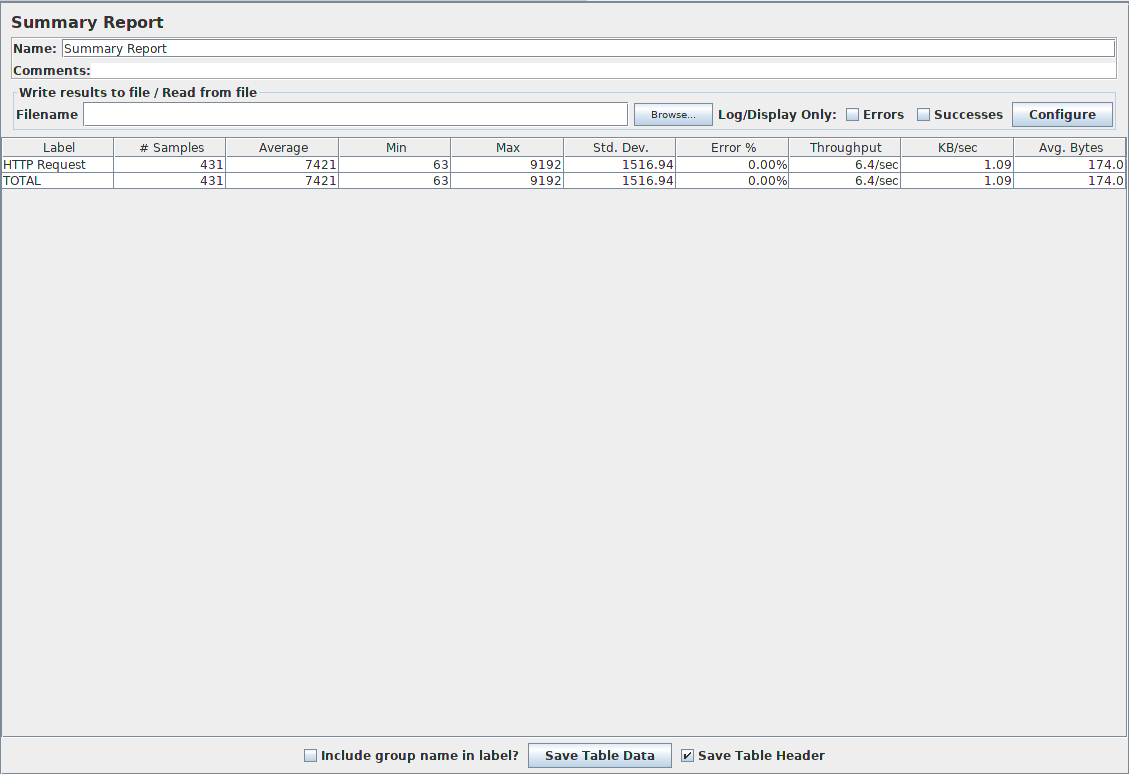 Summary Report
Name: Summary Report
Comments:
Write results to file / Read from file
Filename Browse... Log/Display Only: Errors Successes Configure
Label # Samples Average Min Max Std. Dev. Error % Throughput KB/sec Avg. Bytes
HTTP Request 431 7421 63 9192 1516.94 0.00% 6.4/sec 1.09 174.0
TOTAL 431 7421 63 9192 1516.94 0.00% 6.4/sec 1.09 174.0
Include group name in label? Save Table Data Save Table Header